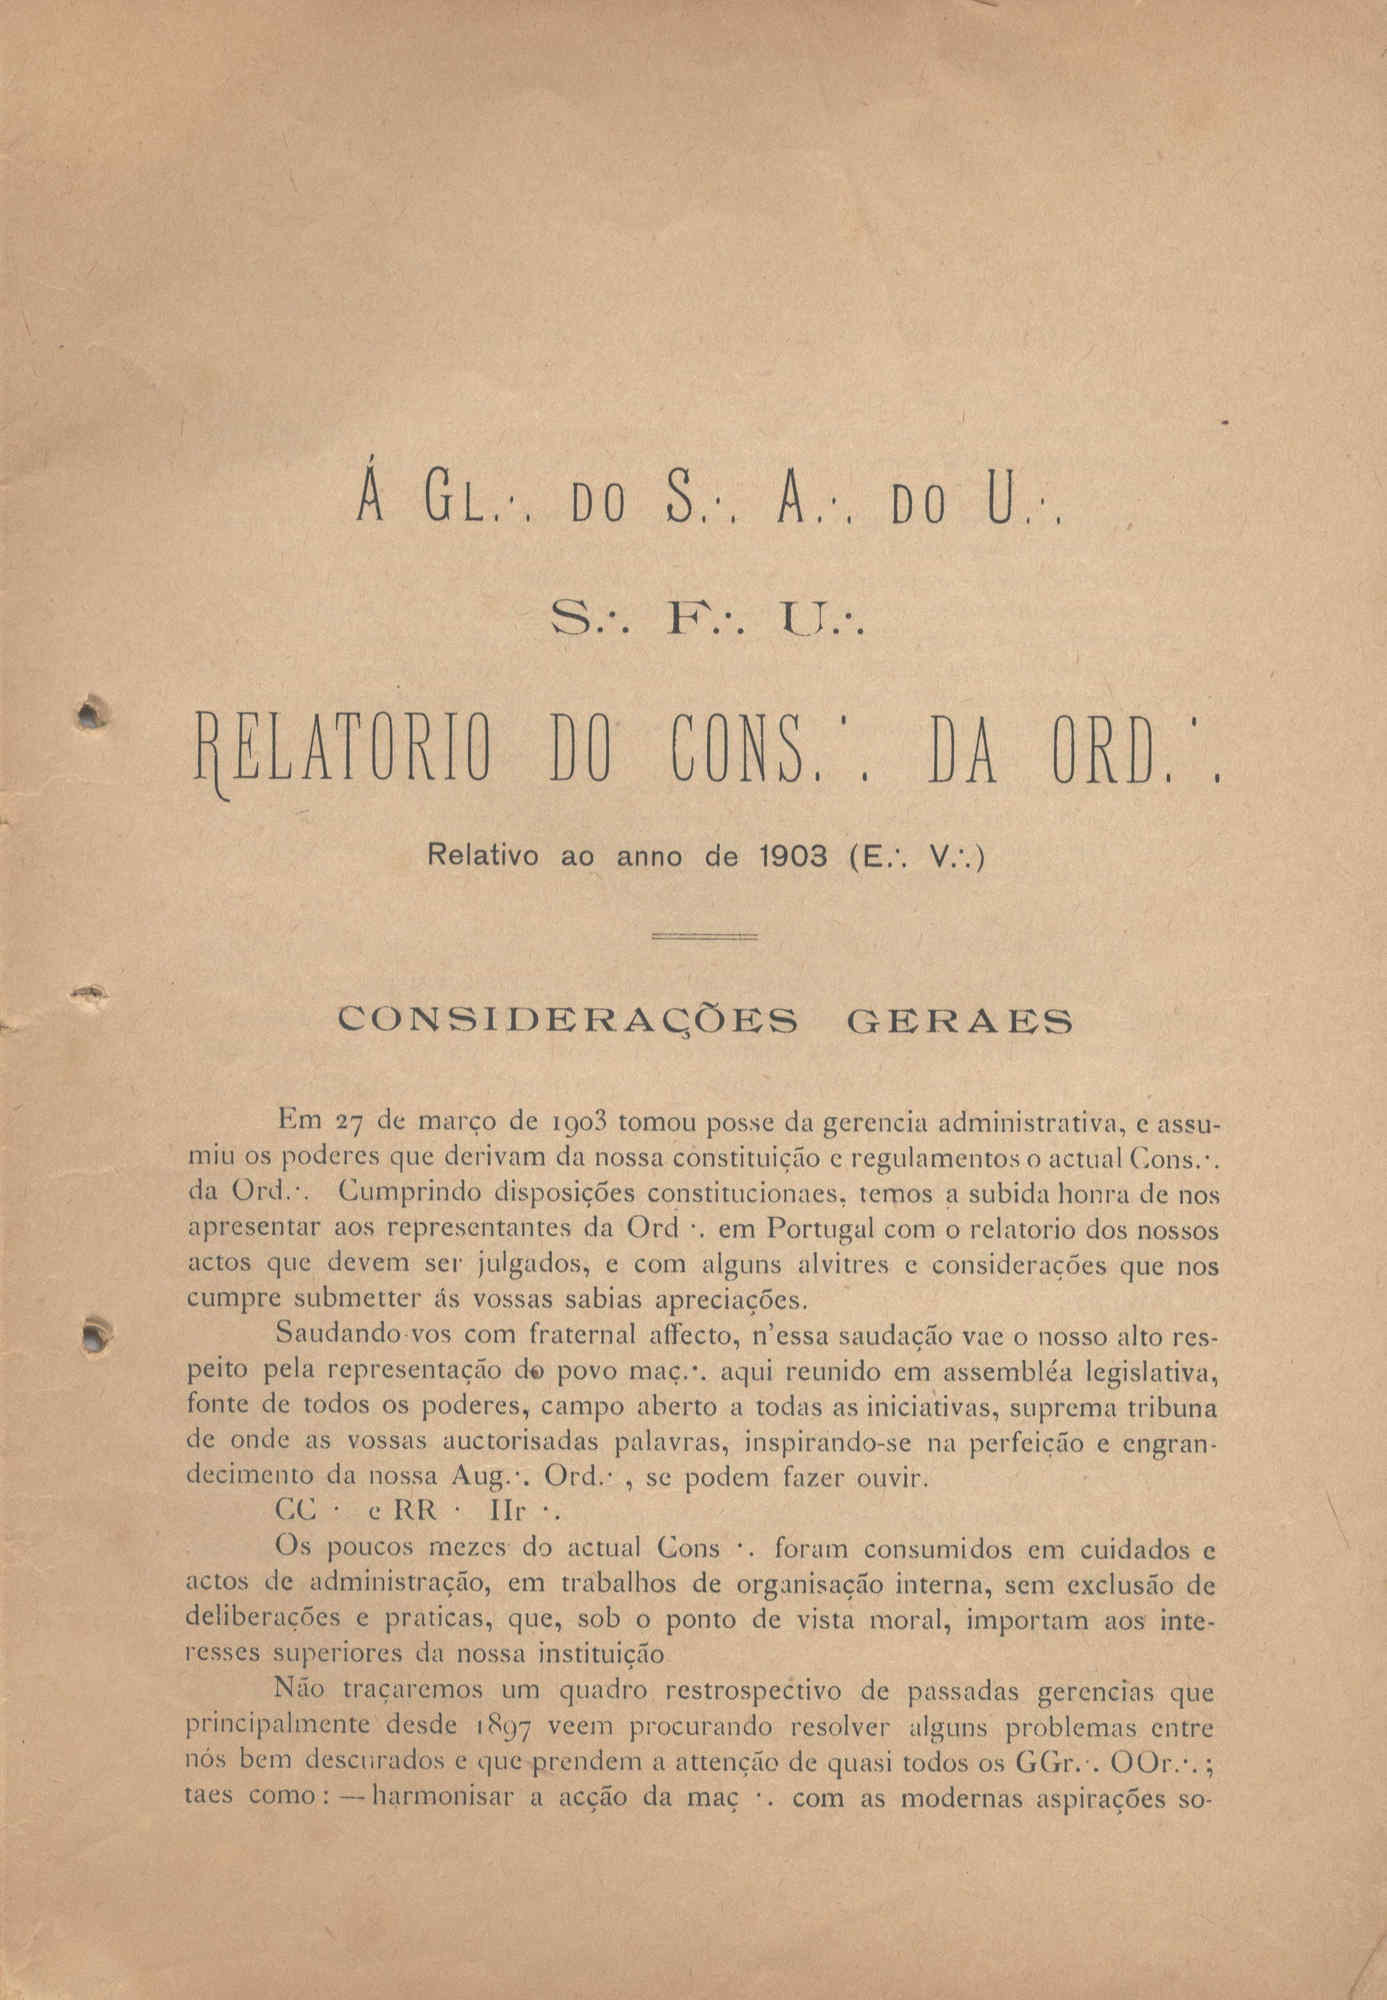 Á GL.·. DO S.·. A.·. DO U.·.
S.·. F.·. U.·.
RELATORIO DO CONS.·. DA ORD.·.
Relativo ao anno de 1903 (E.·. V.·.)
CONSIDERAÇÕES GERAES
Em 27 de março de 1903 tomou posse da gerencia administrativa, e assu-
miu os poderes que derivam da nossa constituição e regulamentos o actual Cons.·.
da Ord.·. Cumprindo disposições constitucionaes, temos a subida honra de nos
apresentar aos representantes da Ord ·. em Portugal com o relatorio dos nossos
actos que devem ser julgados, e com alguns alvitres e considerações que nos
cumpre submetter ás vossas sabias apreciações.
Saudando-vos com fraternal affecto, n'essa saudação vae o nosso alto res-
peito pela representação do povo maç.·. aqui reunido em assembléa legislativa,
fonte de todos os poderes, campo aberto a todas as iniciativas, suprema tribuna
de onde as vossas auctorisadas palavras, inspirando-se na perfeição e engran-
decimento da nossa Aug.·. Ord.· , se podem fazer ouvir.
CC · e RR · IIr ·.
Os poucos mezes do actual Cons ·. foram consumidos em cuidados e
actos de administração, em trabalhos de organisação interna, sem exclusão de
deliberações e praticas, que, sob o ponto de vista moral, importam aos inte-
resses superiores da nossa instituição
Não traçaremos um quadro restrospectivo de passadas gerencias que
principalmente desde 1897 veem procurando resolver alguns problemas entre
nós bem descurados e que prendem a attenção de quasi todos os GGr.·. OOr.·. ;
taes como : — harmonisar a acção da maç ·. com as modernas aspirações so-